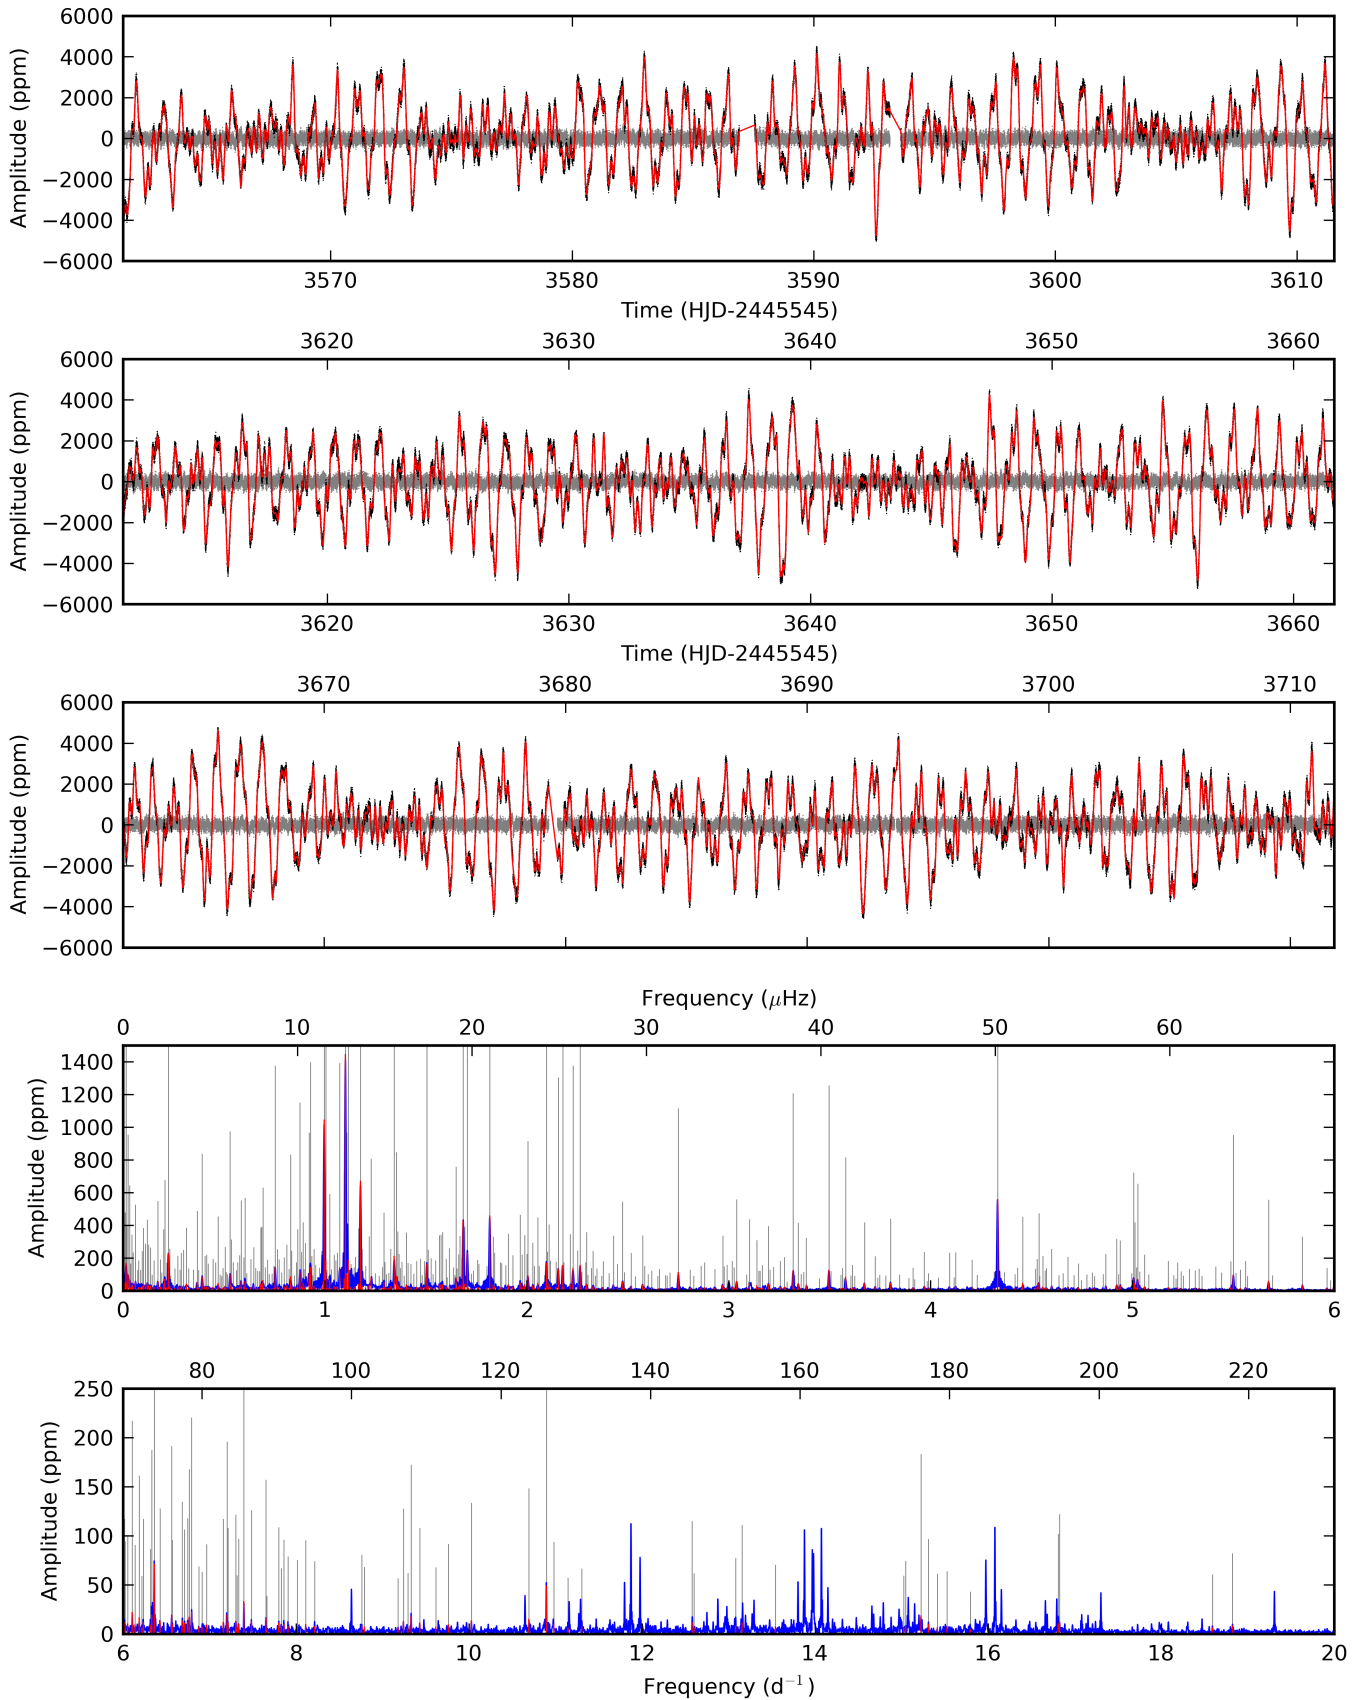 6000
4000
2000
0
−2000
−4000
−6000
Amplitude (ppm)
3570 3580 3590 3600 3610
Time (HJD-2445545)
3620 3630 3640 3650 3660
6000
4000
2000
0
−2000
−4000
−6000
Amplitude (ppm)
3620 3630 3640 3650 3660
Time (HJD-2445545)
3670 3680 3690 3700 3710
6000
4000
2000
0
−2000
−4000
−6000
Amplitude (ppm)
Frequency (μHz)
0 10 20 30 40 50 60
1400
1200
1000
800
600
400
200
0
Amplitude (ppm)
0 1 2 3 4 5 6
80 100 120 140 160 180 200 220
250
200
150
100
50
0
Amplitude (ppm)
6 8 10 12 14 16 18 20
Frequency (d⁻¹)